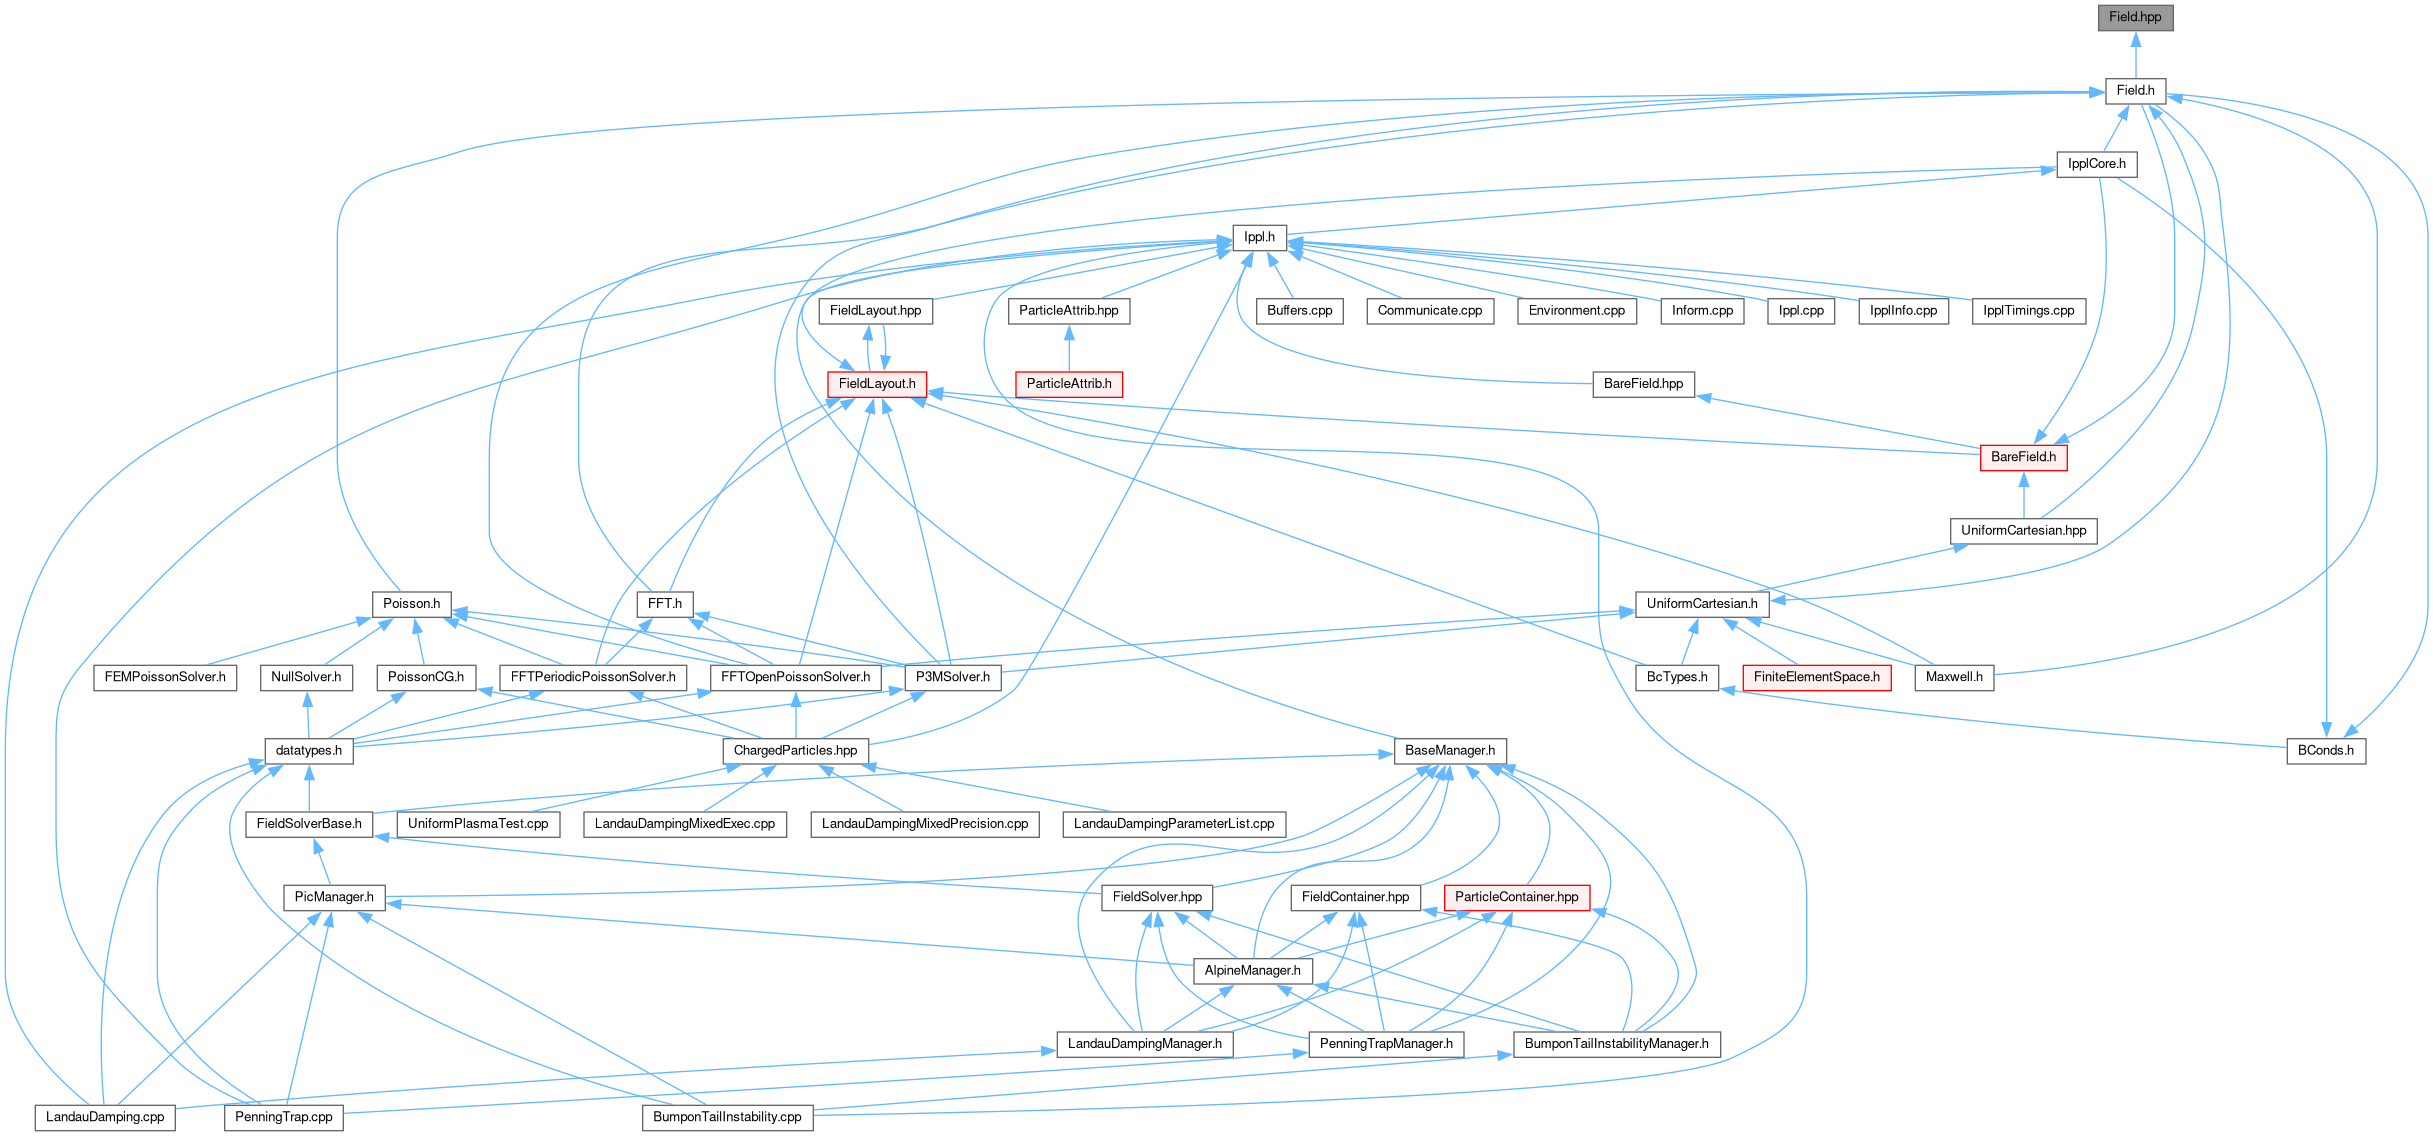 Field.hpp
Field.h
IpplCore.h
Ippl.h
FieldLayout.hpp
ParticleAttrib.hpp
Buffers.cpp
Communicate.cpp
Environment.cpp
Inform.cpp
Ippl.cpp
IpplInfo.cpp
IpplTimings.cpp
FieldLayout.h
ParticleAttrib.h
BareField.hpp
BareField.h
UniformCartesian.hpp
Poisson.h
FFT.h
UniformCartesian.h
FEMPoissonSolver.h
NullSolver.h
PoissonCG.h
FFTPeriodicPoissonSolver.h
FFTOpenPoissonSolver.h
P3MSolver.h
BcTypes.h
FiniteElementSpace.h
Maxwell.h
datatypes.h
ChargedParticles.hpp
BaseManager.h
BConds.h
FieldSolverBase.h
UniformPlasmaTest.cpp
LandauDampingMixedExec.cpp
LandauDampingMixedPrecision.cpp
LandauDampingParameterList.cpp
PicManager.h
FieldSolver.hpp
FieldContainer.hpp
ParticleContainer.hpp
AlpineManager.h
LandauDampingManager.h
PenningTrapManager.h
BumponTailInstabilityManager.h
LandauDamping.cpp
PenningTrap.cpp
BumponTailInstability.cpp